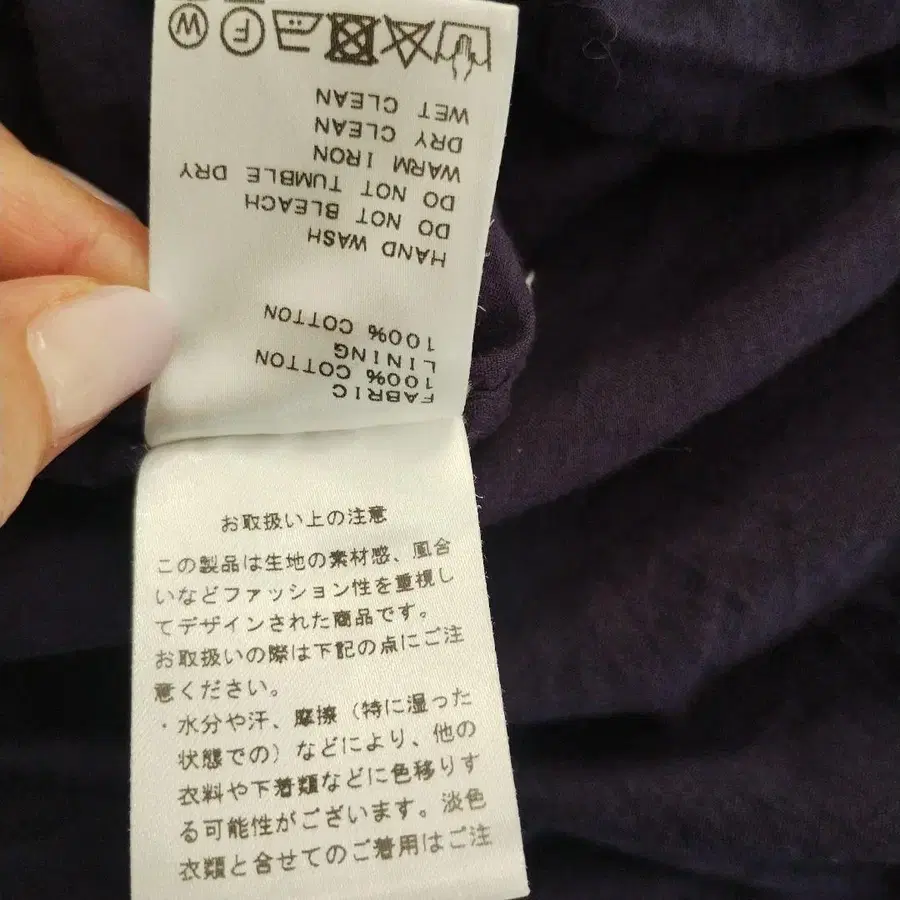 FABRIC
100% COTTON
LINING
100% COTTON
HAND WASH
DO NOT BLEACH
DO NOT TUMBLE DRY
WARM IRON
DRY CLEAN
WET CLEAN
F
W
お取扱い上の注意
この製品は生地の素材感、風合
いなどファッション性を重視し
てデザインされた商品です。
お取扱いの際は下記の点にご注
意ください。
・水分や汗、摩擦（特に湿った
状態での）などにより、他の
衣料や下着類などに色移りす
る可能性がございます。淡色
衣類と合せてのご着用はご注